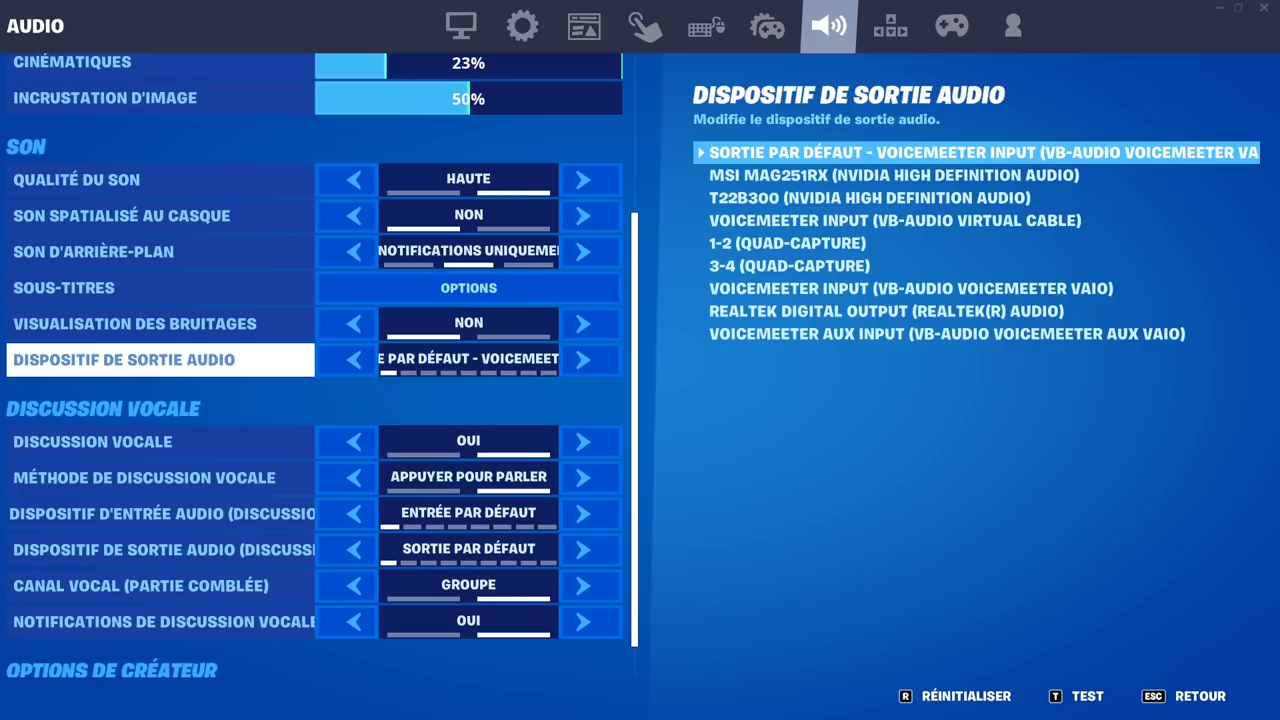 AUDIO
CINÉMATIQUES
23%
INCRUSTATION D'IMAGE
50%
SON
QUALITÉ DU SON
HAUTE
SON SPATIALISÉ AU CASQUE
NON
SON D'ARRIÈRE-PLAN
NOTIFICATIONS UNIQUEME
SOUS-TITRES
OPTIONS
VISUALISATION DES BRUITAGES
NON
DISPOSITIF DE SORTIE AUDIO
E PAR DÉFAUT - VOICEMEET
DISCUSSION VOCALE
DISCUSSION VOCALE
OUI
MÉTHODE DE DISCUSSION VOCALE
APPUYER POUR PARLER
DISPOSITIF D'ENTRÉE AUDIO (DISCUSSIO
ENTRÉE PAR DÉFAUT
DISPOSITIF DE SORTIE AUDIO (DISCUSSI
SORTIE PAR DÉFAUT
CANAL VOCAL (PARTIE COMBLÉE)
GROUPE
NOTIFICATIONS DE DISCUSSION VOCALE
OUI
OPTIONS DE CRÉATEUR
DISPOSITIF DE SORTIE AUDIO
Modifie le dispositif de sortie audio.
SORTIE PAR DÉFAUT - VOICEMEETER INPUT (VB-AUDIO VOICEMEETER VA
MSI MAG251RX (NVIDIA HIGH DEFINITION AUDIO)
T22B300 (NVIDIA HIGH DEFINITION AUDIO)
VOICEMEETER INPUT (VB-AUDIO VIRTUAL CABLE)
1-2 (QUAD-CAPTURE)
3-4 (QUAD-CAPTURE)
VOICEMEETER INPUT (VB-AUDIO VOICEMEETER VAIO)
REALTEK DIGITAL OUTPUT (REALTEK(R) AUDIO)
VOICEMEETER AUX INPUT (VB-AUDIO VOICEMEETER AUX VAIO)
R RÉINITIALISER
T TEST
ESC RETOUR